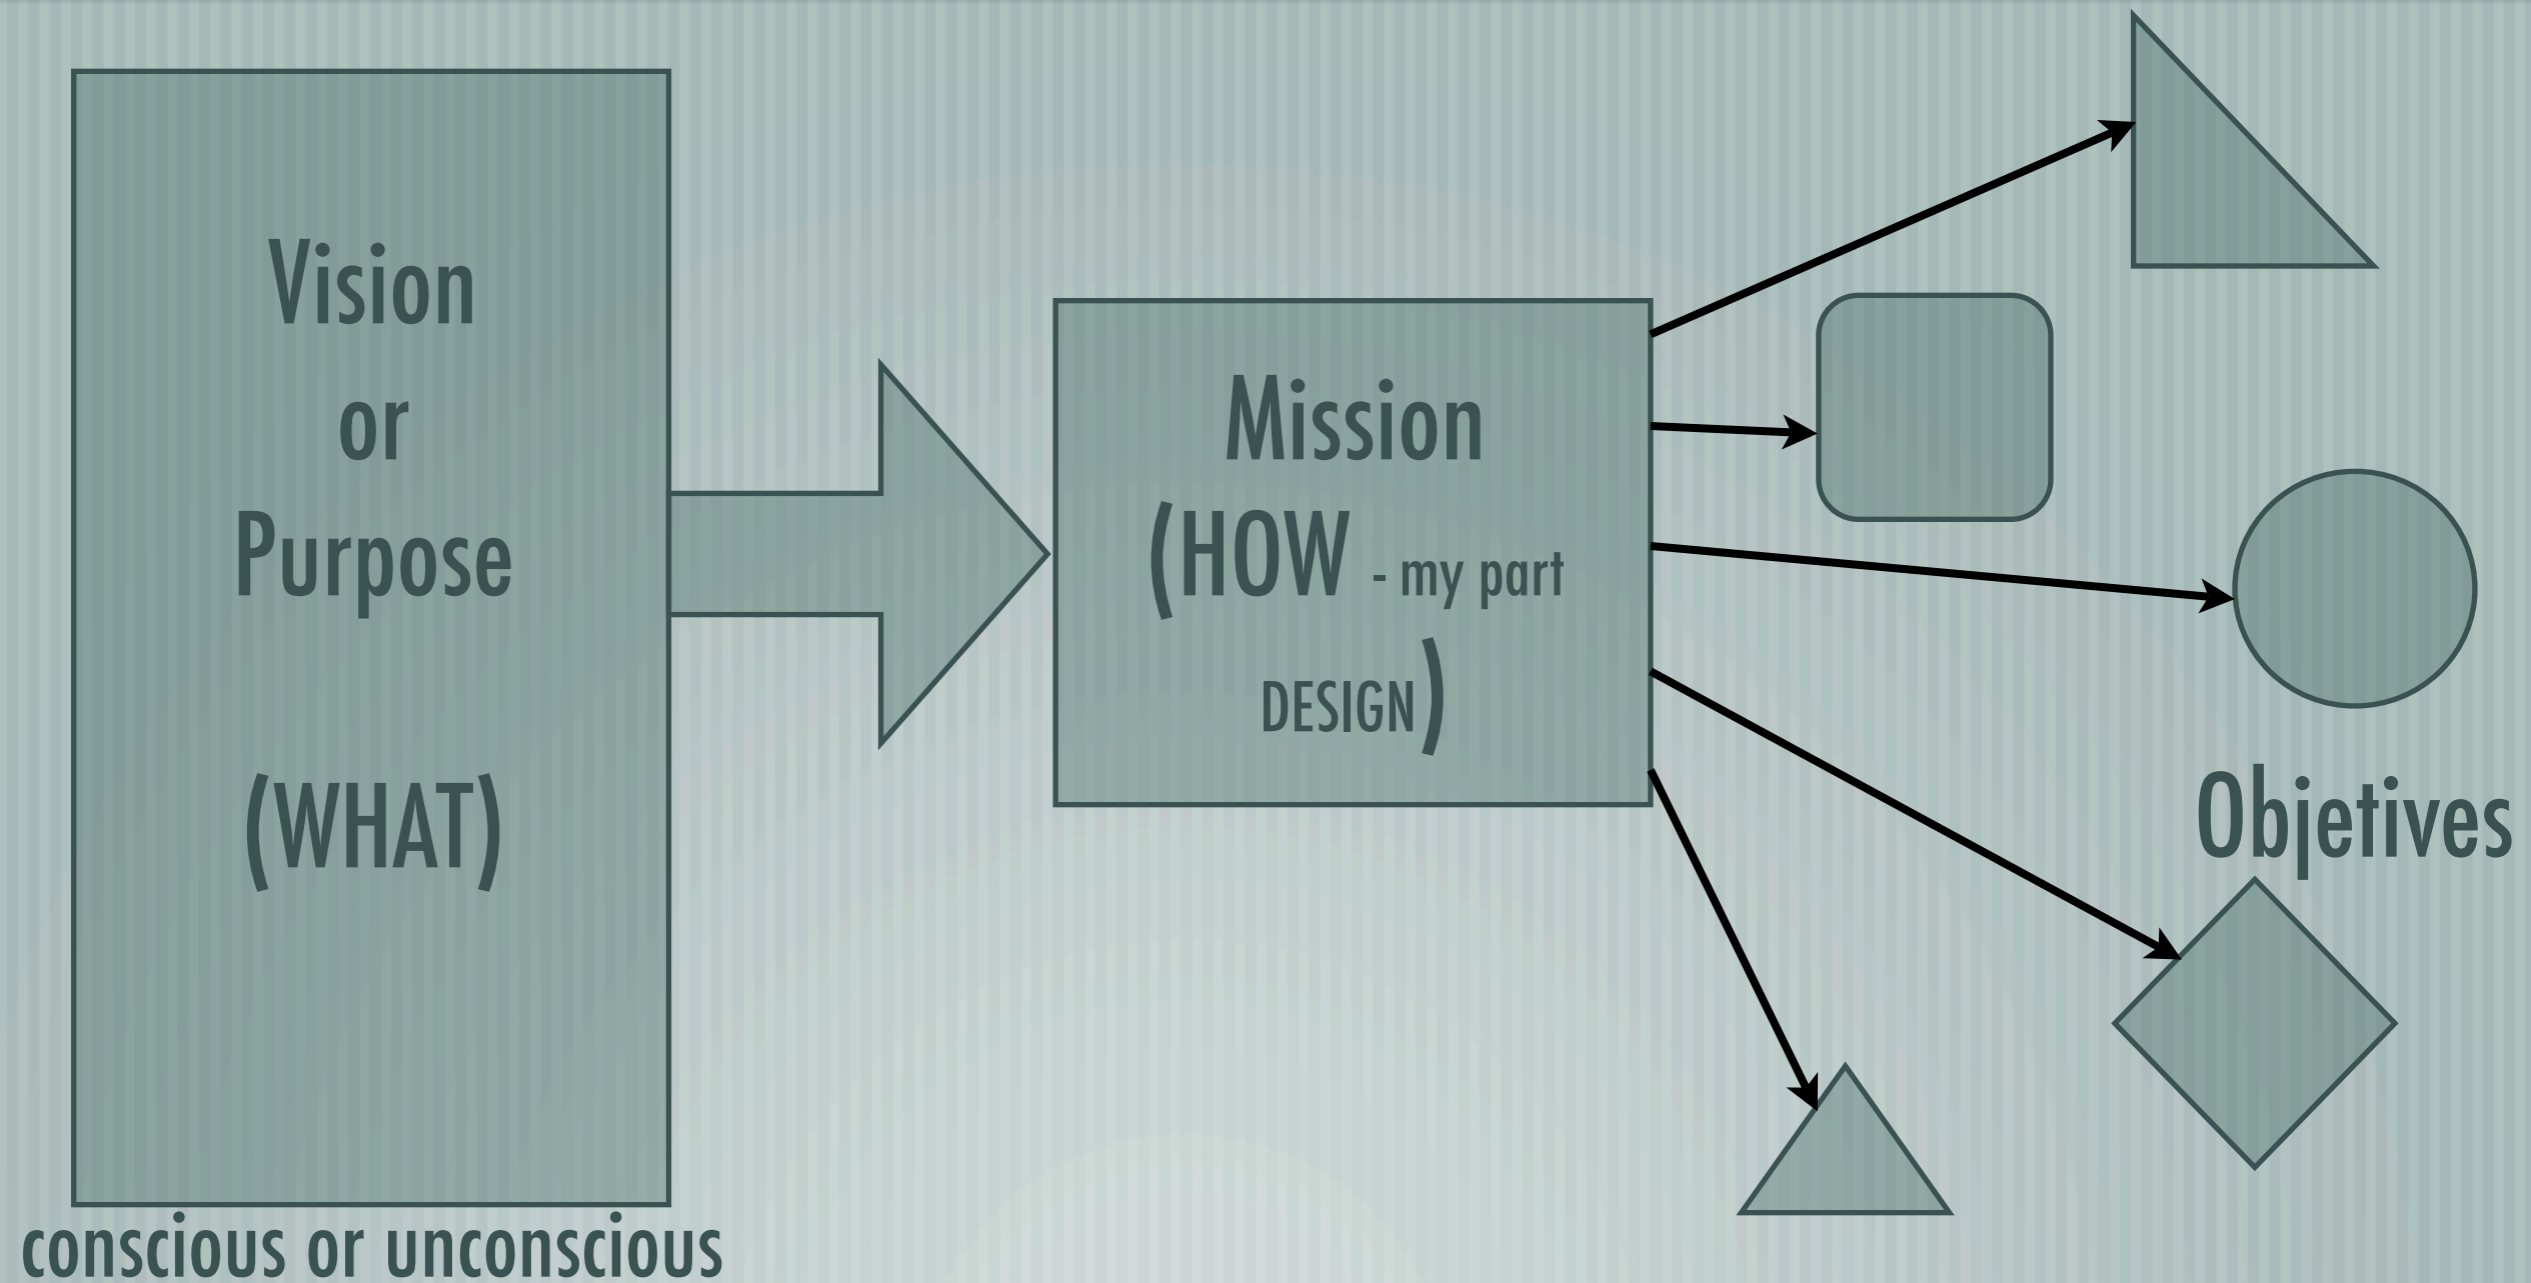 Vision
or
Purpose
(WHAT)
conscious or unconscious
Mission
(HOW - my part
DESIGN)
Objetives